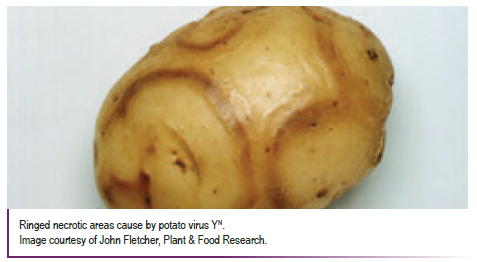 Ringed necrotic areas cause by potato virus Yᴺ.
Image courtesy of John Fletcher, Plant & Food Research.